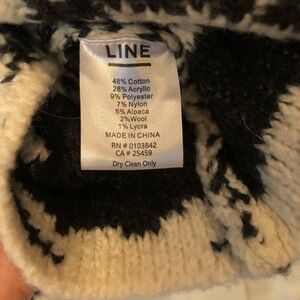 LINE
48% Cotton
28% Acrylic
9% Polyester
7% Nylon
5% Alpaca
2%Wool
1% Lycra
MADE IN CHINA
RN # 0103842
CA # 25459
Dry Clean Only